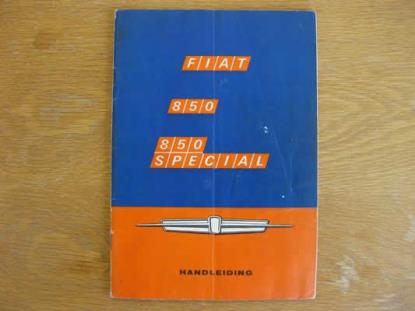 FIAT
850
850
SPECIAL
HANDLEIDING